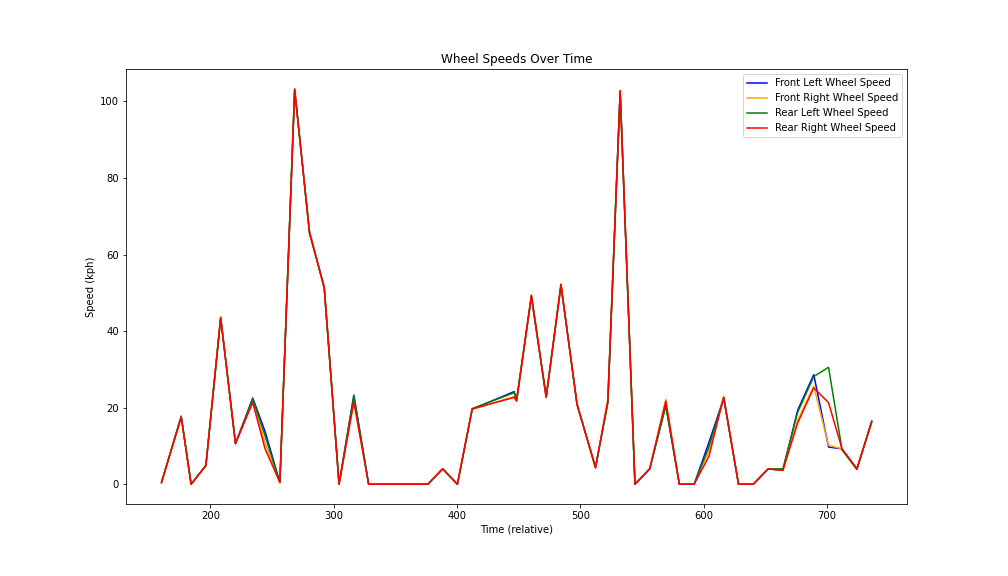 Wheel Speeds Over Time
Front Left Wheel Speed
Front Right Wheel Speed
Rear Left Wheel Speed
Rear Right Wheel Speed
100
80
60
40
20
0
Speed (kph)
200
300
400
500
600
700
Time (relative)